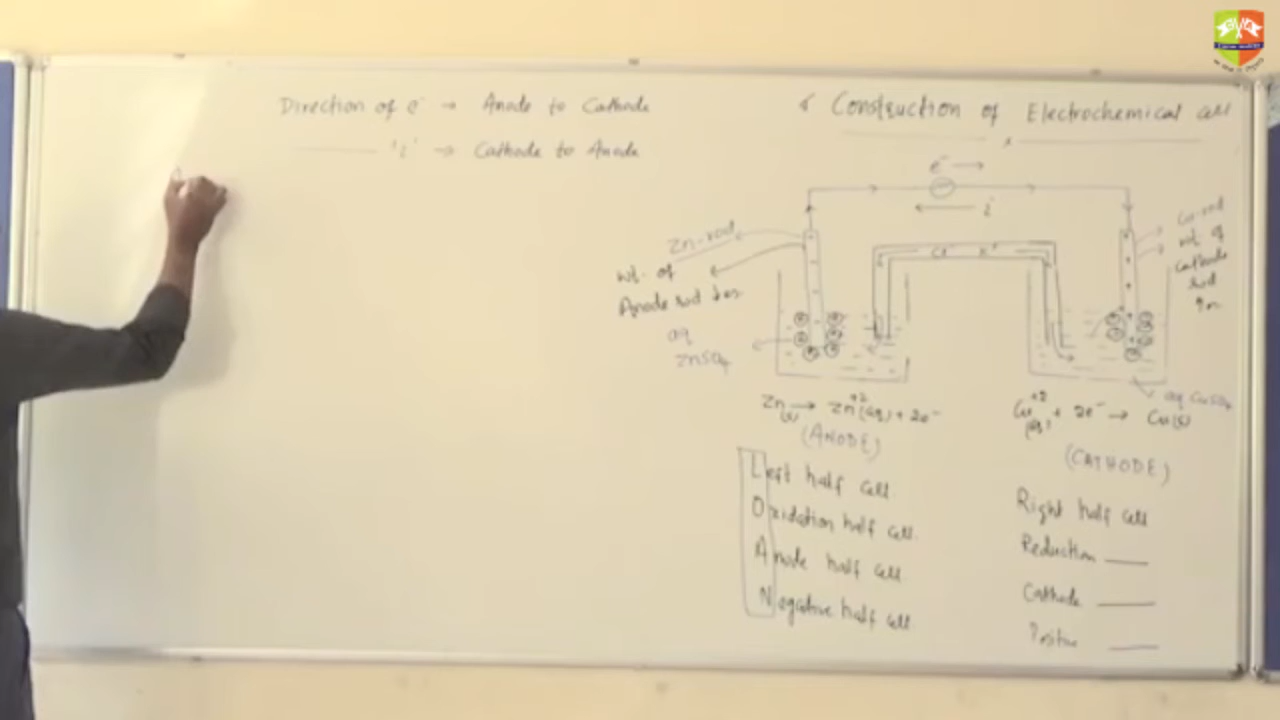 Direction of e⁻ → Anode to Cathode
——— 'i' → Cathode to Anode
Construction of Electrochemical cell
e⁻ →
← i
Zn-rod
wt. of
Anode rod
aq
ZnSO₄
Cu-rod
wt. of
Cathode
rod
aq CuSO₄
Zn(s) → Zn⁺²(aq) + 2e⁻
(ANODE)
Cu⁺²(aq) + 2e⁻ → Cu(s)
(CATHODE)
Left half cell
Oxidation half cell.
Anode half cell
Negative half cell.
Right half cell
Reduction ——
Cathode ——